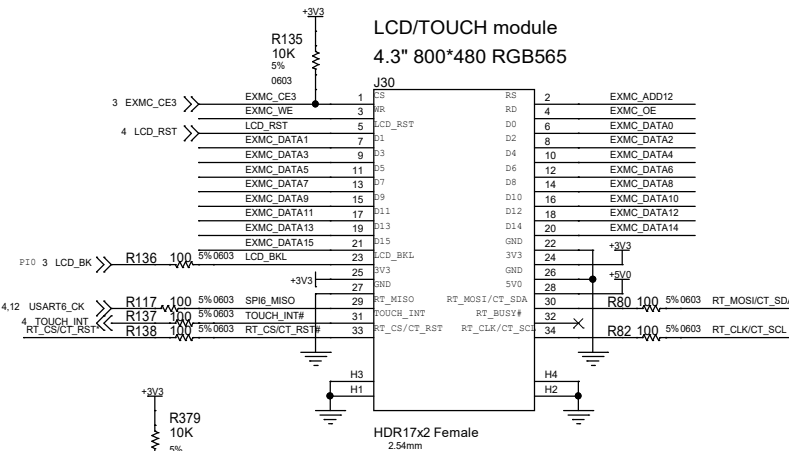 +3V3
LCD/TOUCH module
R135
10K
5%
0603
4.3" 800*480 RGB565
J30
3 EXMC_CE3 EXMC_CE3 1 CS RS 2 EXMC_ADD12
EXMC_WE 3 WR RD 4 EXMC_OE
4 LCD_RST LCD_RST 5 LCD_RST D0 6 EXMC_DATA0
EXMC_DATA1 7 D1 D2 8 EXMC_DATA2
EXMC_DATA3 9 D3 D4 10 EXMC_DATA4
EXMC_DATA5 11 D5 D6 12 EXMC_DATA6
EXMC_DATA7 13 D7 D8 14 EXMC_DATA8
EXMC_DATA9 15 D9 D10 16 EXMC_DATA10
EXMC_DATA11 17 D11 D12 18 EXMC_DATA12
EXMC_DATA13 19 D13 D14 20 EXMC_DATA14
EXMC_DATA15 21 D15 GND 22
+3V3
PI0 3 LCD_BK R136 100 5% 0603 LCD_BKL 23 LCD_BKL 3V3 24
+3V3 25 3V3 GND 26
+5V0
27 GND 5V0 28
4,12 USART6_CK R117 100 5% 0603 SPI6_MISO 29 RT_MISO RT_MOSI/CT_SDA 30 R80 100 5% 0603 RT_MOSI/CT_SDA
4 TOUCH_INT R137 100 5% 0603 TOUCH_INT# 31 TOUCH_INT RT_BUSY# 32
RT_CS/CT_RST R138 100 5% 0603 RT_CS/CT_RST# 33 RT_CS/CT_RST RT_CLK/CT_SCL 34 R82 100 5% 0603 RT_CLK/CT_SCL
H3 H4
H1 H2
+3V3
R379
10K
5%
HDR17x2 Female
2.54mm